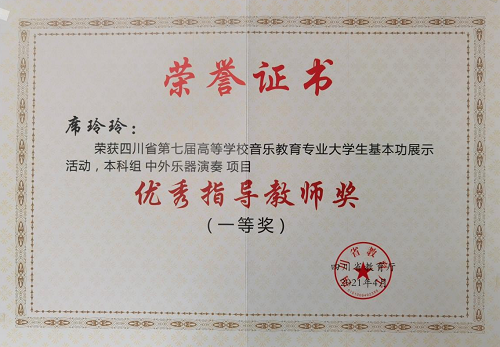 荣誉证书
席玲玲：
荣获四川省第七届高等学校音乐教育专业大学生基本功展示
活动，本科组 中外乐器演奏 项目
优秀指导教师奖
（一等奖）
四川省教育厅
2021年4月